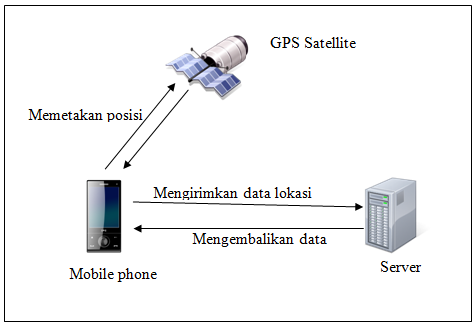 GPS Satellite
Memetakan posisi
Mengirimkan data lokasi
Mengembalikan data
Mobile phone
Server